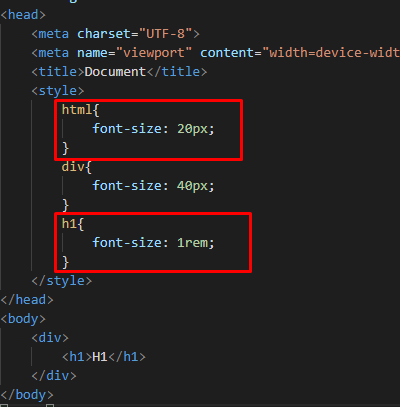 <head>
<meta charset="UTF-8">
<meta name="viewport" content="width=device-widt
<title>Document</title>
<style>
html{
font-size: 20px;
}
div{
font-size: 40px;
}
h1{
font-size: 1rem;
}
</style>
</head>
<body>
<div>
<h1>H1</h1>
</div>
</body>